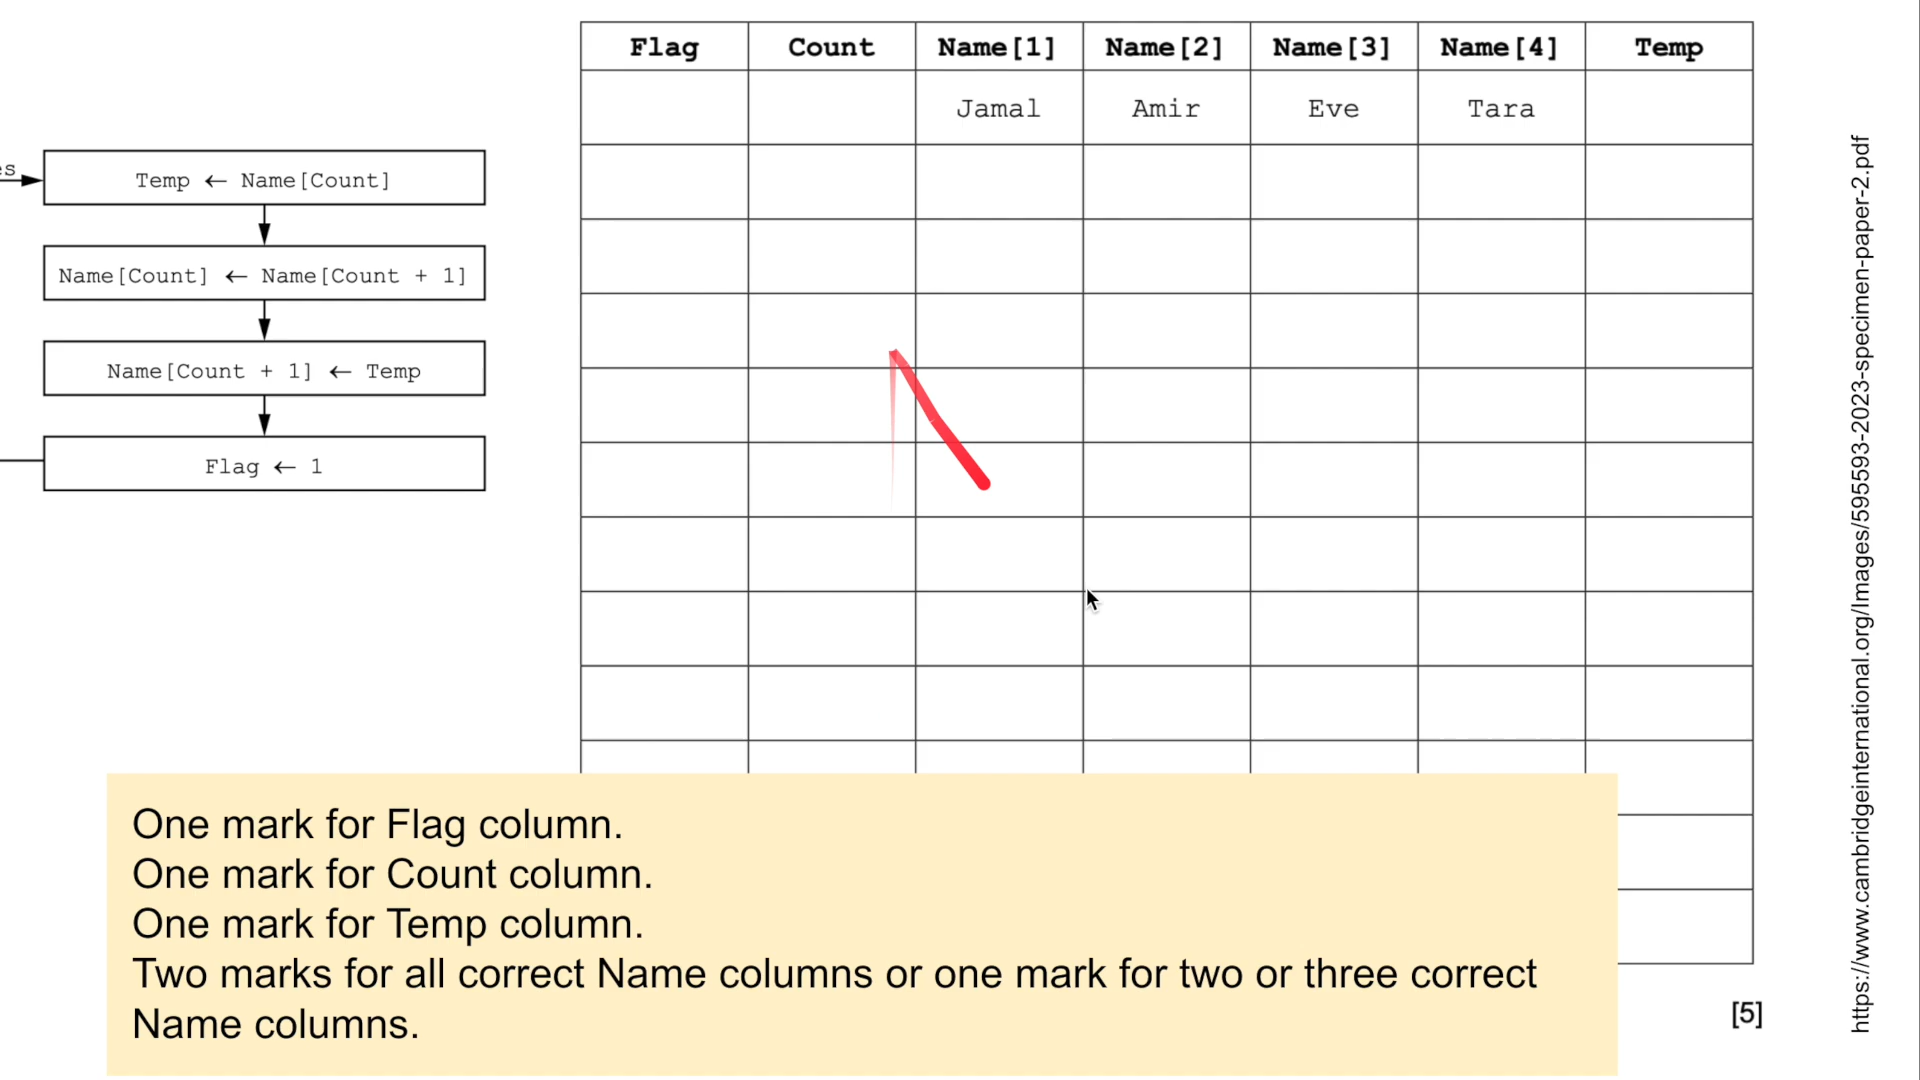 Flag Count Name[1] Name[2] Name[3] Name[4] Temp
Jamal Amir Eve Tara
es
Temp ← Name[Count]
Name[Count] ← Name[Count + 1]
Name[Count + 1] ← Temp
Flag ← 1
One mark for Flag column.
One mark for Count column.
One mark for Temp column.
Two marks for all correct Name columns or one mark for two or three correct
Name columns.
[5]
https://www.cambridgeinternational.org/Images/595593-2023-specimen-paper-2.pdf